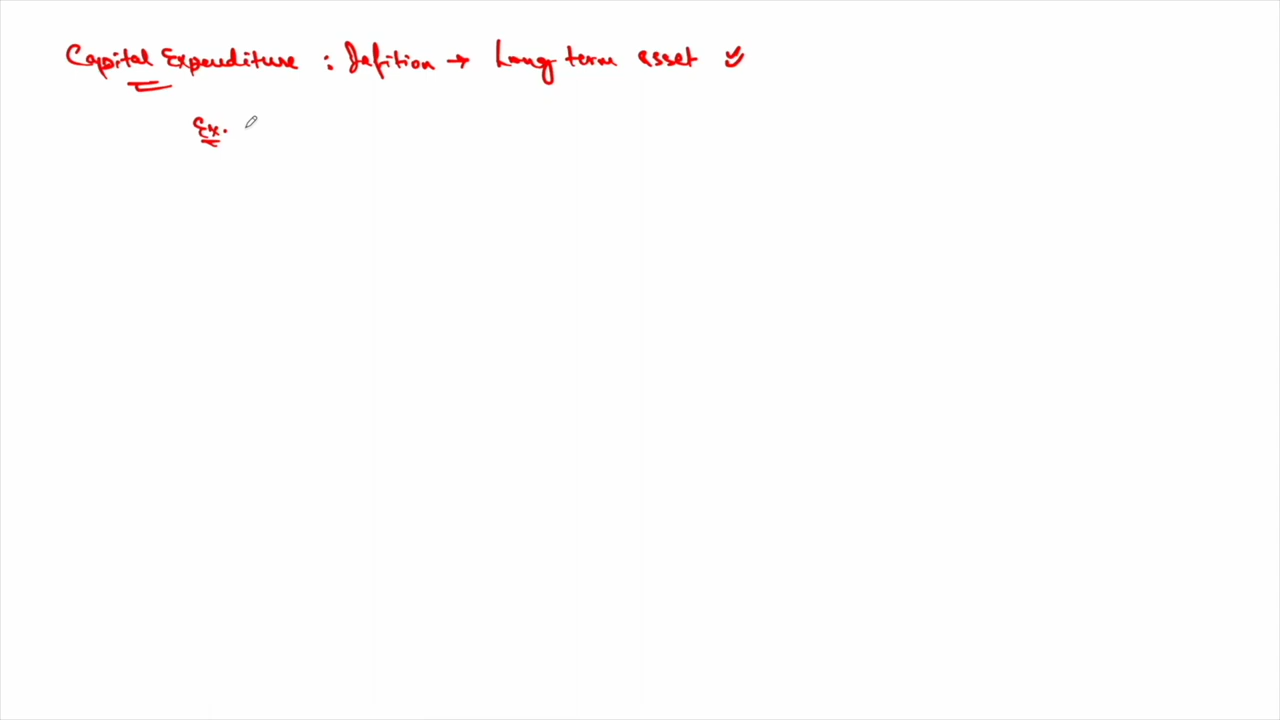 Capital Expenditure : Defition → Long term asset
Ex.